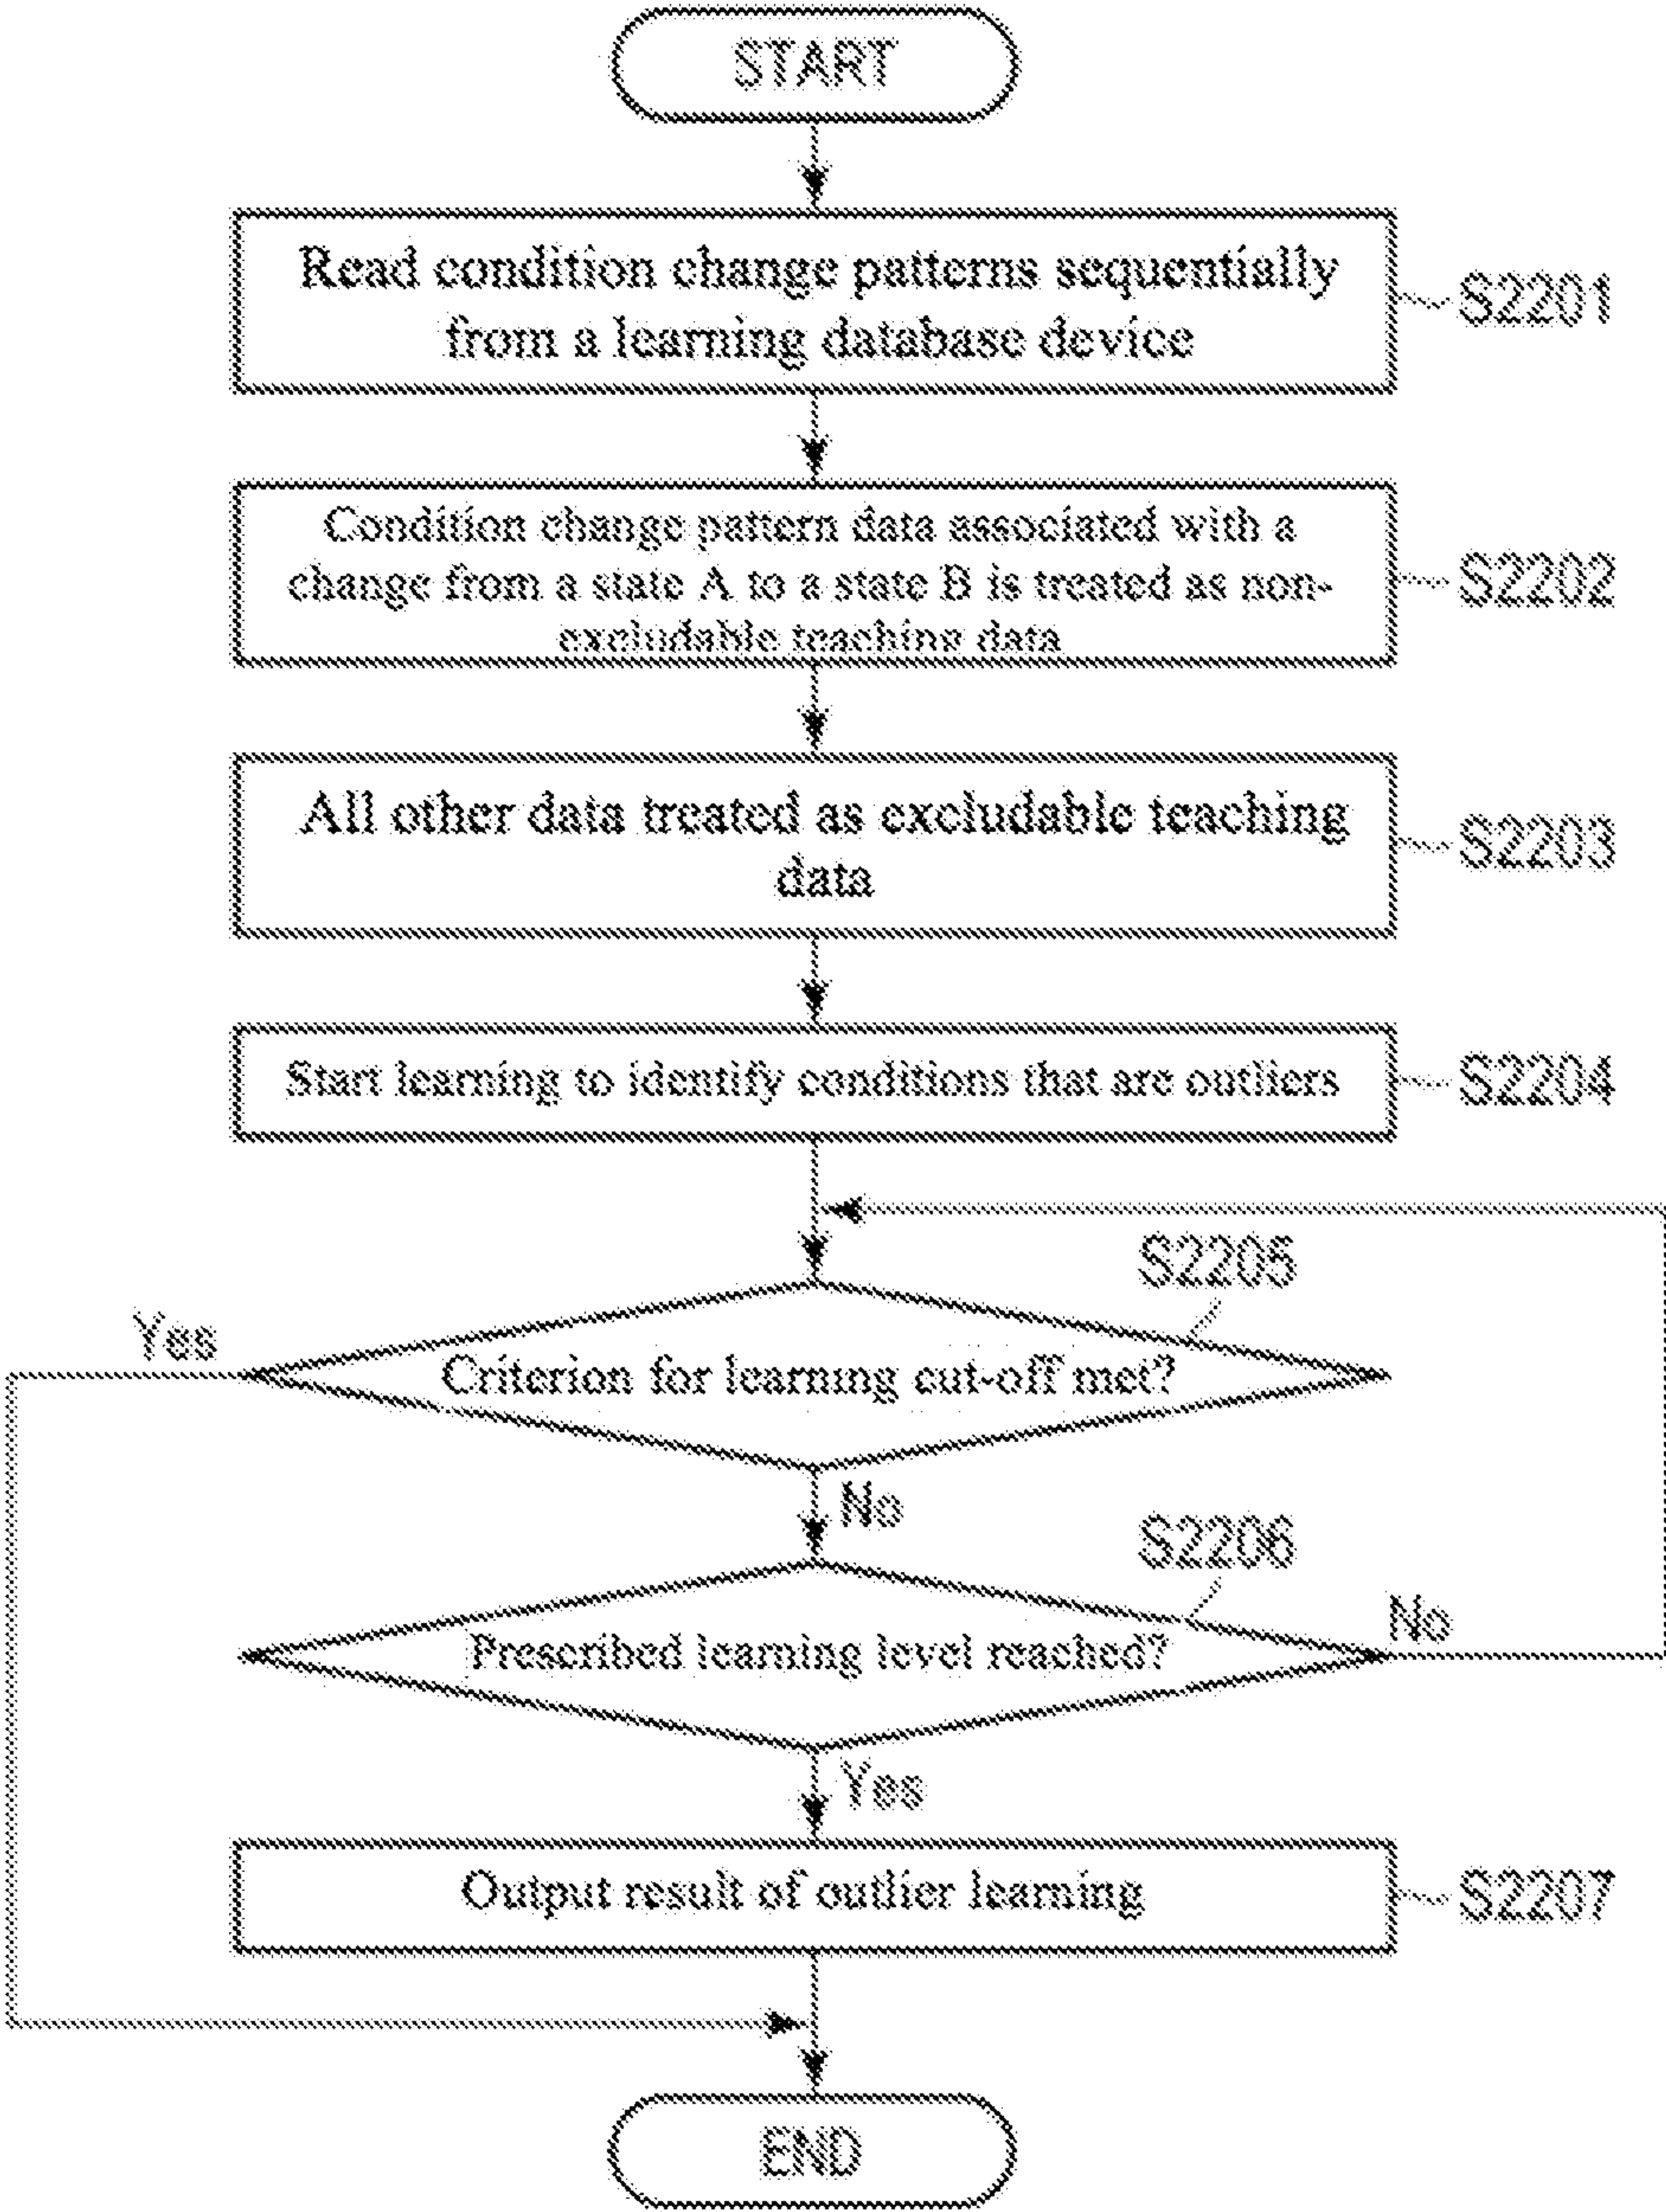 START
Read condition change patterns sequentially
from a learning database device
S2201
Condition change pattern data associated with a
change from a state A to a state B is treated as non-
excludable teaching data
S2202
All other data treated as excludable teaching
data
S2203
Start learning to identify conditions that are outliers
S2204
S2205
Yes
Criterion for learning cut-off met?
No
S2206
Prescribed learning level reached?
No
Yes
Output result of outlier learning
S2207
END